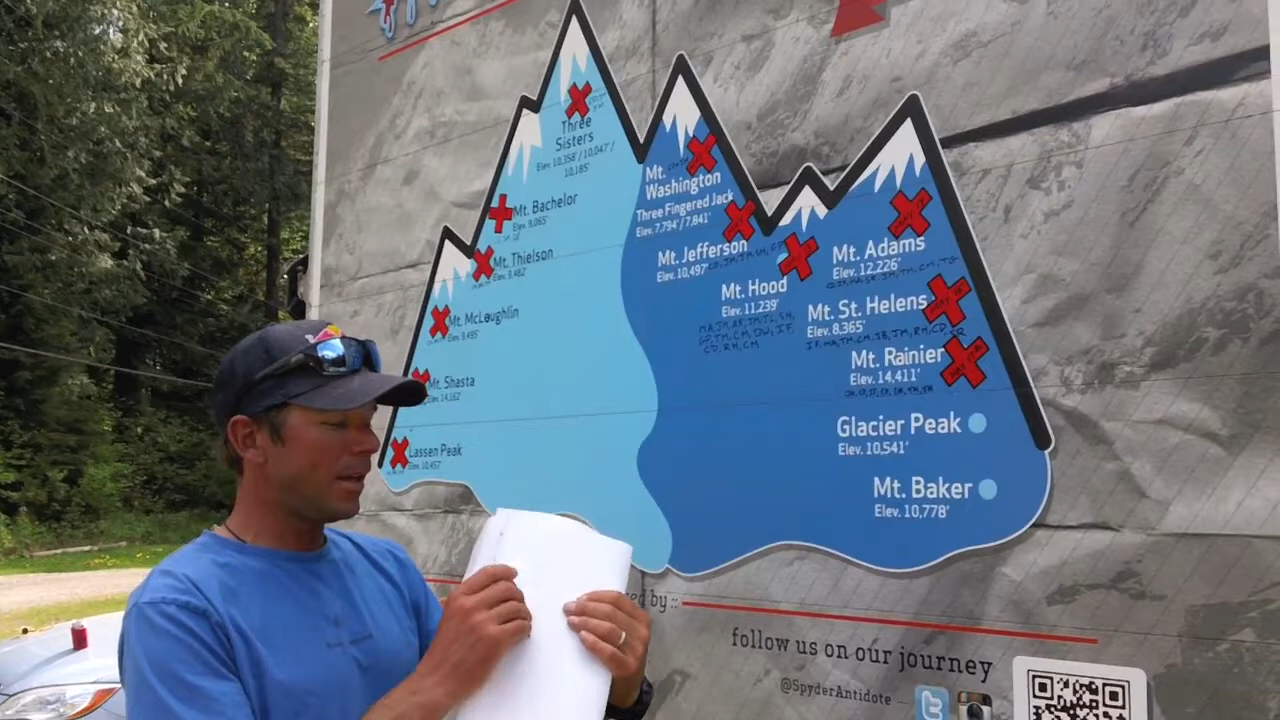 Three
Sisters
Elev. 10,358' / 10,047' /
10,185'
Mt. Bachelor
Elev. 9,065'
Mt. Thielson
Elev. 9,182'
Mt. McLoughlin
Elev. 9,495'
Mt. Shasta
Elev. 14,162'
Lassen Peak
Elev. 10,457'
Mt.
Washington
Three Fingered Jack
Elev. 7,794' / 7,841'
Mt. Jefferson
Elev. 10,497'
Mt. Hood
Elev. 11,239'
Mt. Adams
Elev. 12,226'
Mt. St. Helens
Elev. 8,365'
Mt. Rainier
Elev. 14,411'
Glacier Peak
Elev. 10,541'
Mt. Baker
Elev. 10,778'
by ::
follow us on our journey
@SpyderAntidote